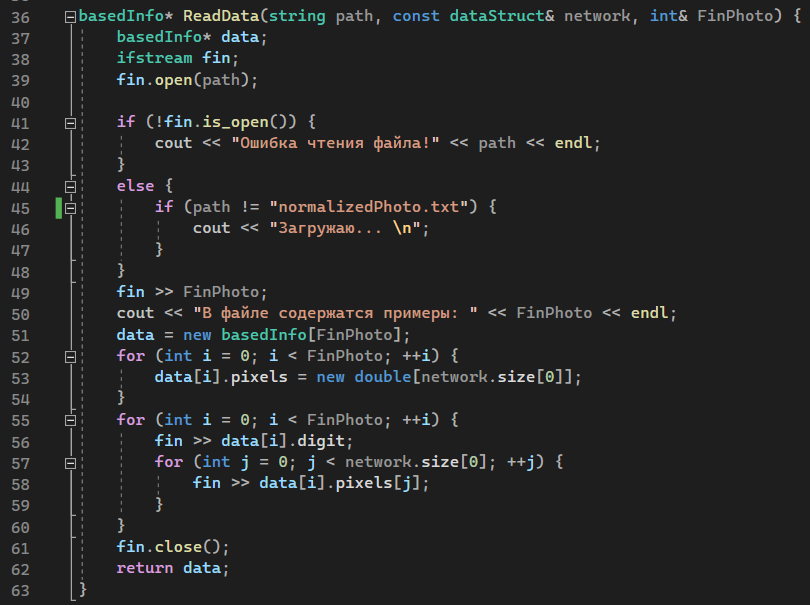 36 basedInfo* ReadData(string path, const dataStruct& network, int& FinPhoto) {
37     basedInfo* data;
38     ifstream fin;
39     fin.open(path);
40
41     if (!fin.is_open()) {
42         cout << "Ошибка чтения файла!" << path << endl;
43     }
44     else {
45         if (path != "normalizedPhoto.txt") {
46             cout << "Загружаю... \n";
47         }
48     }
49     fin >> FinPhoto;
50     cout << "В файле содержатся примеры: " << FinPhoto << endl;
51     data = new basedInfo[FinPhoto];
52     for (int i = 0; i < FinPhoto; ++i) {
53         data[i].pixels = new double[network.size[0]];
54     }
55     for (int i = 0; i < FinPhoto; ++i) {
56         fin >> data[i].digit;
57         for (int j = 0; j < network.size[0]; ++j) {
58             fin >> data[i].pixels[j];
59         }
60     }
61     fin.close();
62     return data;
63 }